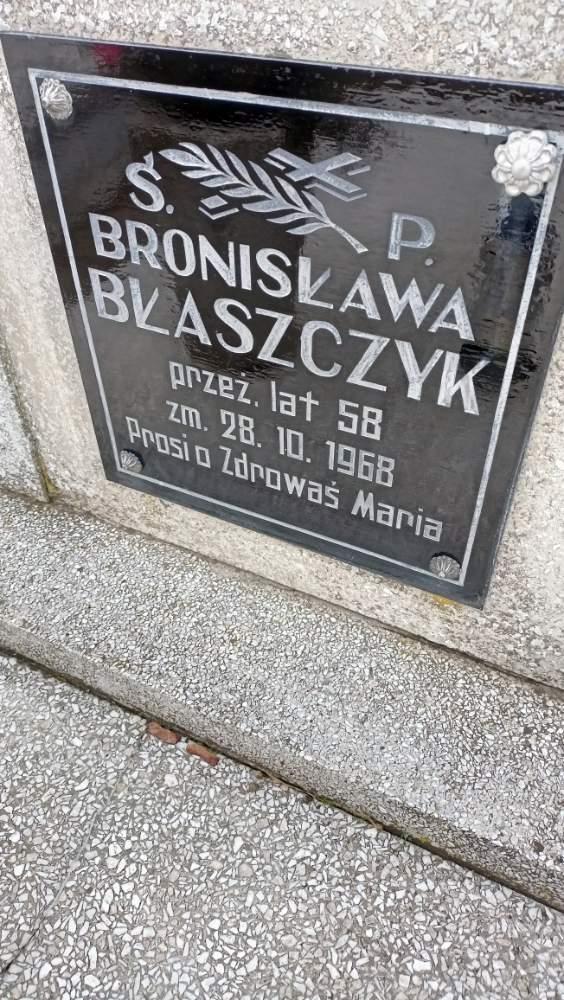 Ś. P.
BRONISŁAWA
BŁASZCZYK
przeż. lat 58
zm. 28. 10. 1968
prosi o Zdrowaś Maria